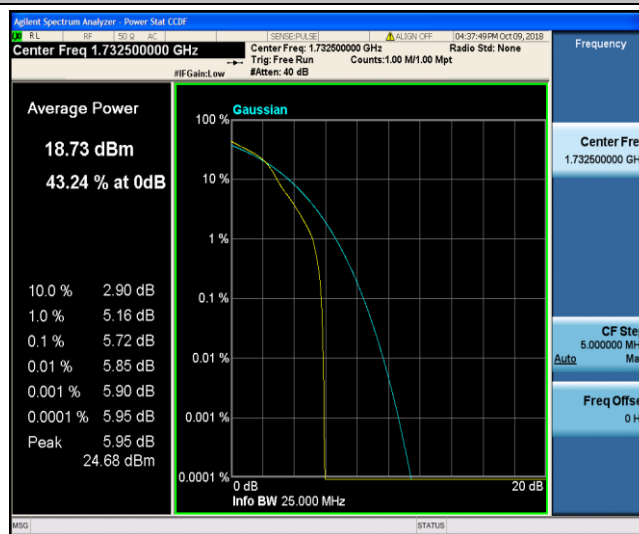 Agilent Spectrum Analyzer - Power Stat CCDF
RL RF 50 Ω AC SENSE:PULSE ALIGN OFF 04:37:49PM Oct 09, 2018
Center Freq 1.732500000 GHz
Center Freq: 1.732500000 GHz Radio Std: None
Trig: Free Run Counts:1.00 M/1.00 Mpt
#IFGain:Low #Atten: 40 dB
Frequency
Average Power
18.73 dBm
43.24 % at 0dB
10.0 % 2.90 dB
1.0 % 5.16 dB
0.1 % 5.72 dB
0.01 % 5.85 dB
0.001 % 5.90 dB
0.0001 % 5.95 dB
Peak 5.95 dB
24.68 dBm
Gaussian
100 %
10 %
1 %
0.1 %
0.01 %
0.001 %
0.0001 %
0 dB 20 dB
Info BW 25.000 MHz
Center Fre
1.732500000 GH
CF Ste
5.000000 MH
Auto Ma
Freq Offse
0 H
MSG STATUS